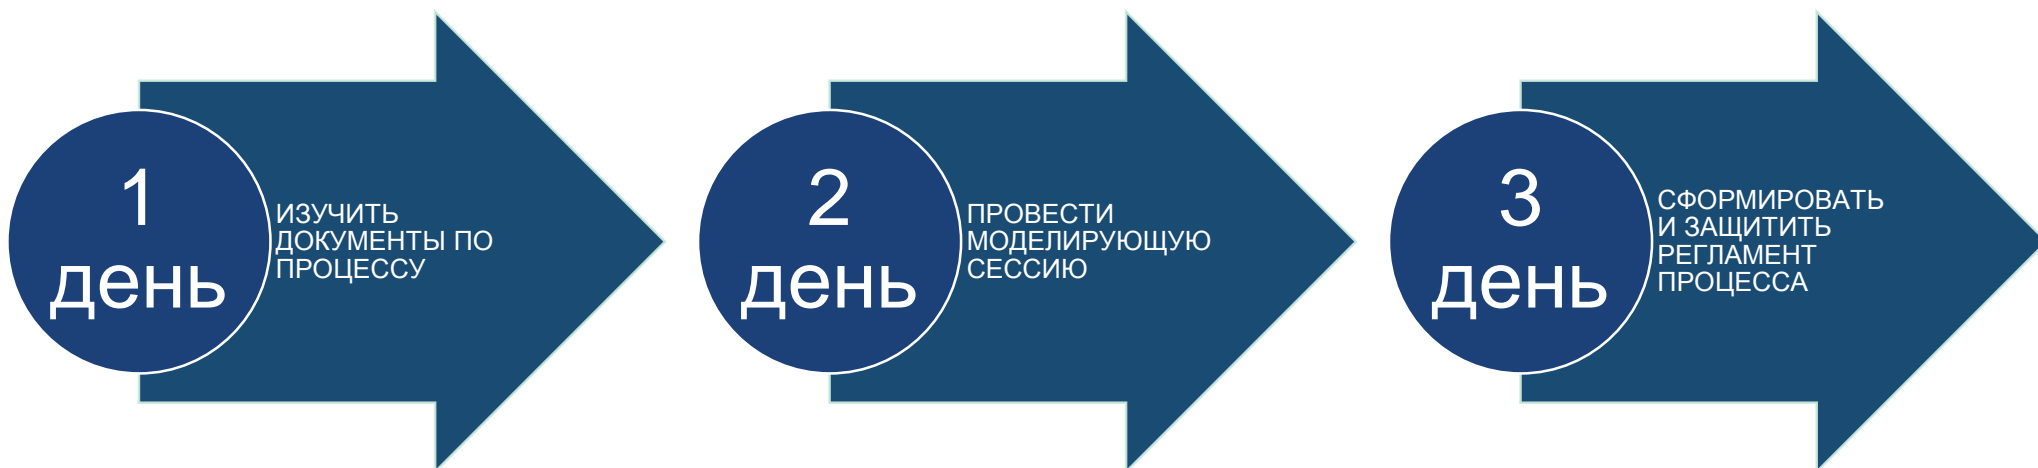 1
день
ИЗУЧИТЬ
ДОКУМЕНТЫ ПО
ПРОЦЕССУ
2
день
ПРОВЕСТИ
МОДЕЛИРУЮЩУЮ
СЕССИЮ
3
день
СФОРМИРОВАТЬ
И ЗАЩИТИТЬ
РЕГЛАМЕНТ
ПРОЦЕССА